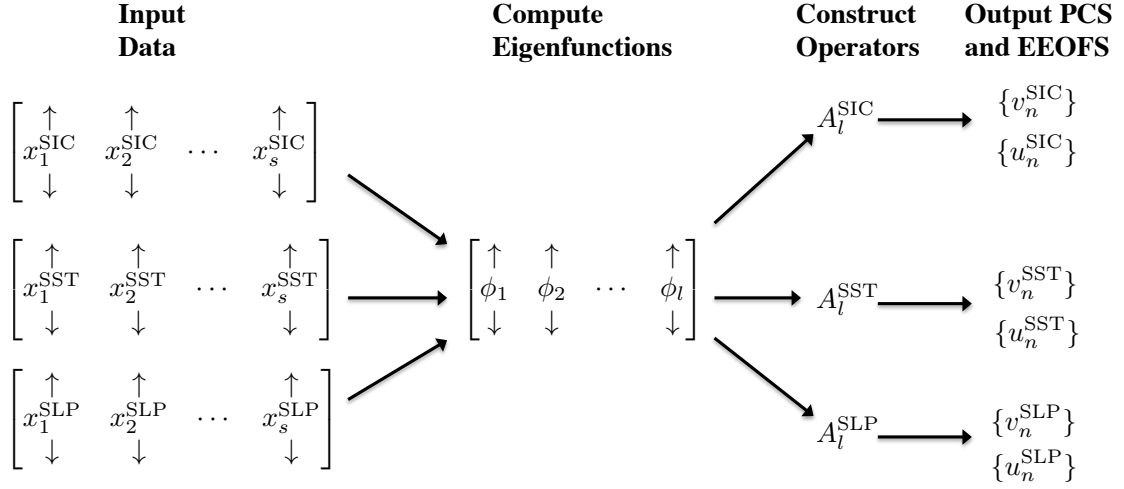 Input Data
Compute Eigenfunctions
Construct Operators
Output PCS and EEOFS
↑ ↑ ↑
x_1^SIC x_2^SIC ⋯ x_s^SIC
↓ ↓ ↓
↑ ↑ ↑
x_1^SST x_2^SST ⋯ x_s^SST
↓ ↓ ↓
↑ ↑ ↑
x_1^SLP x_2^SLP ⋯ x_s^SLP
↓ ↓ ↓
↑ ↑ ↑
ϕ_1 ϕ_2 ⋯ ϕ_l
↓ ↓ ↓
A_l^SIC
A_l^SST
A_l^SLP
{v_n^SIC}
{u_n^SIC}
{v_n^SST}
{u_n^SST}
{v_n^SLP}
{u_n^SLP}